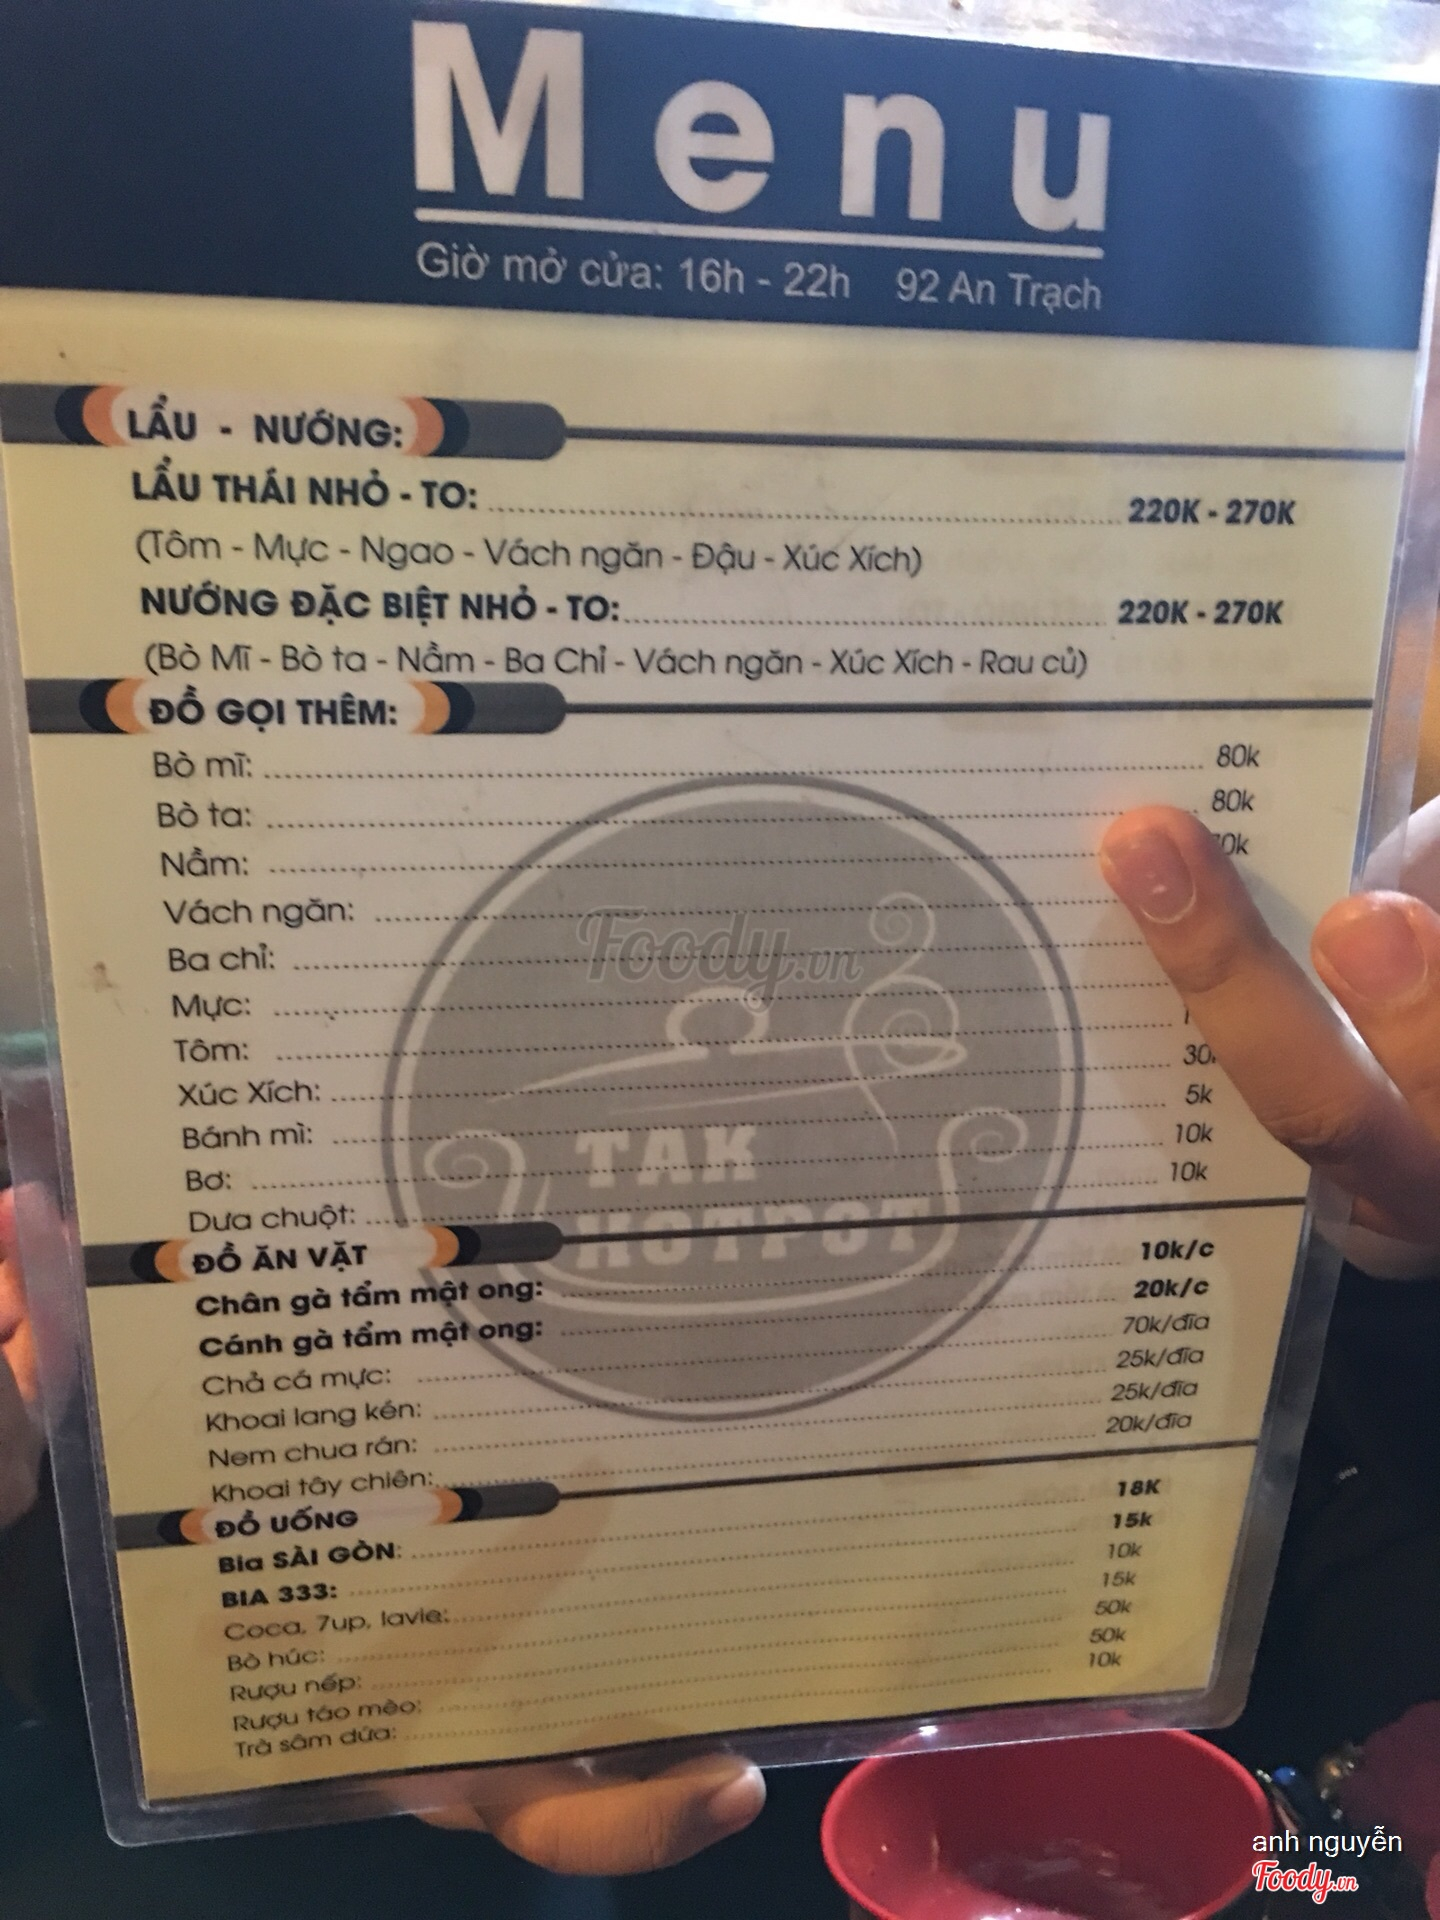 Menu
Giờ mở cửa: 16h - 22h 92 An Trạch
LẨU - NƯỚNG:
LẨU THÁI NHỎ - TO: 220K - 270K
(Tôm - Mực - Ngao - Vách ngăn - Đậu - Xúc Xích)
NƯỚNG ĐẶC BIỆT NHỎ - TO: 220K - 270K
(Bò Mĩ - Bò ta - Nầm - Ba Chỉ - Vách ngăn - Xúc Xích - Rau củ)
ĐỒ GỌI THÊM:
Bò mĩ: 80k
Bò ta: 80k
Nầm:
Vách ngăn:
Ba chỉ:
Mực:
Tôm:
Xúc Xích: 30
Bánh mì: 5k
Bơ: 10k
Dưa chuột: 10k
ĐỒ ĂN VẶT
Chân gà tẩm mật ong: 10k/c
Cánh gà tẩm mật ong: 20k/c
Chả cá mực: 70k/đĩa
Khoai lang kén: 25k/đĩa
Nem chua rán: 25k/đĩa
Khoai tây chiên: 20k/đĩa
ĐỒ UỐNG
Bia SÀI GÒN: 18K
BIA 333: 15k
Coca, 7up, lavie: 10k
Bò húc: 15k
Rượu nếp: 50k
Rượu táo mèo: 50k
Trà sâm dứa: 10k
TAK
HOTPOT
Foody.vn
anh nguyễn
Foody.vn